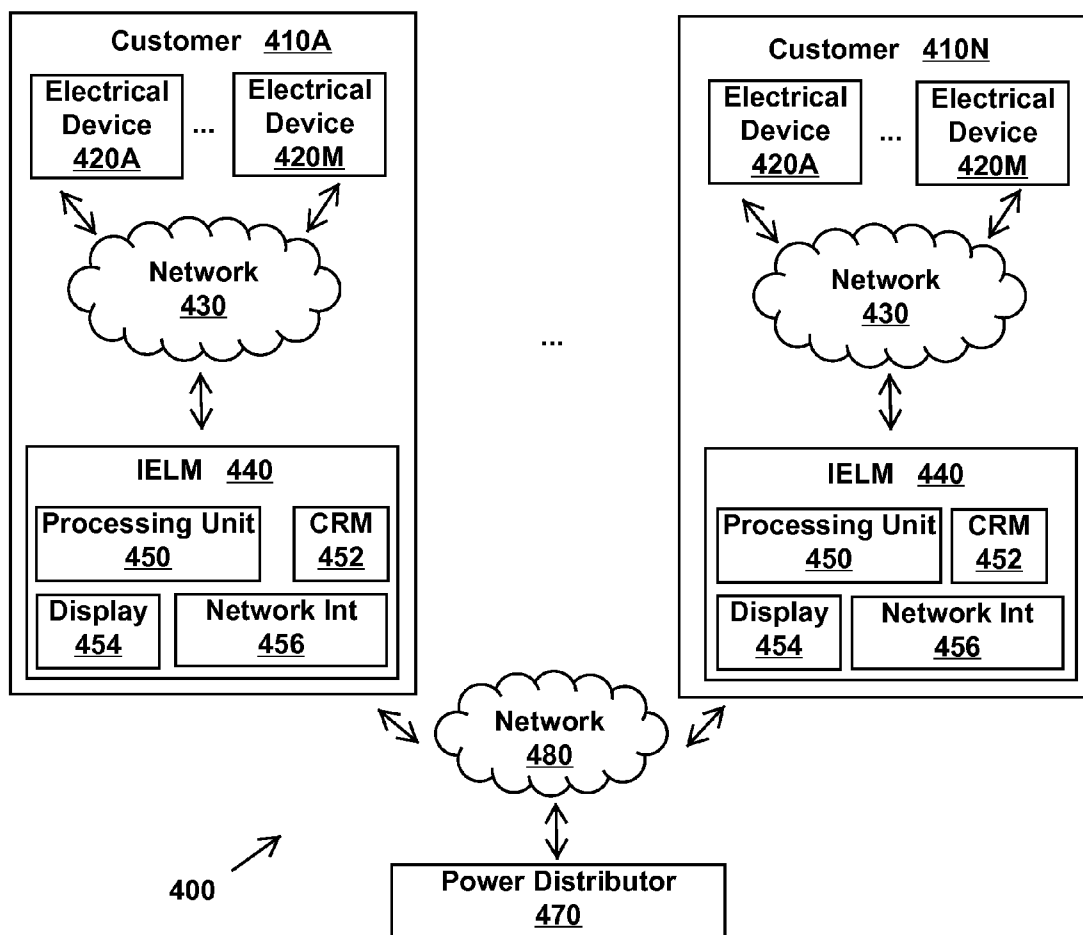 Customer 410A
Electrical
Device
420A
...
Electrical
Device
420M
Network
430
IELM 440
Processing Unit
450
CRM
452
Display
454
Network Int
456
...
Customer 410N
Electrical
Device
420A
...
Electrical
Device
420M
Network
430
IELM 440
Processing Unit
450
CRM
452
Display
454
Network Int
456
Network
480
400
Power Distributor
470